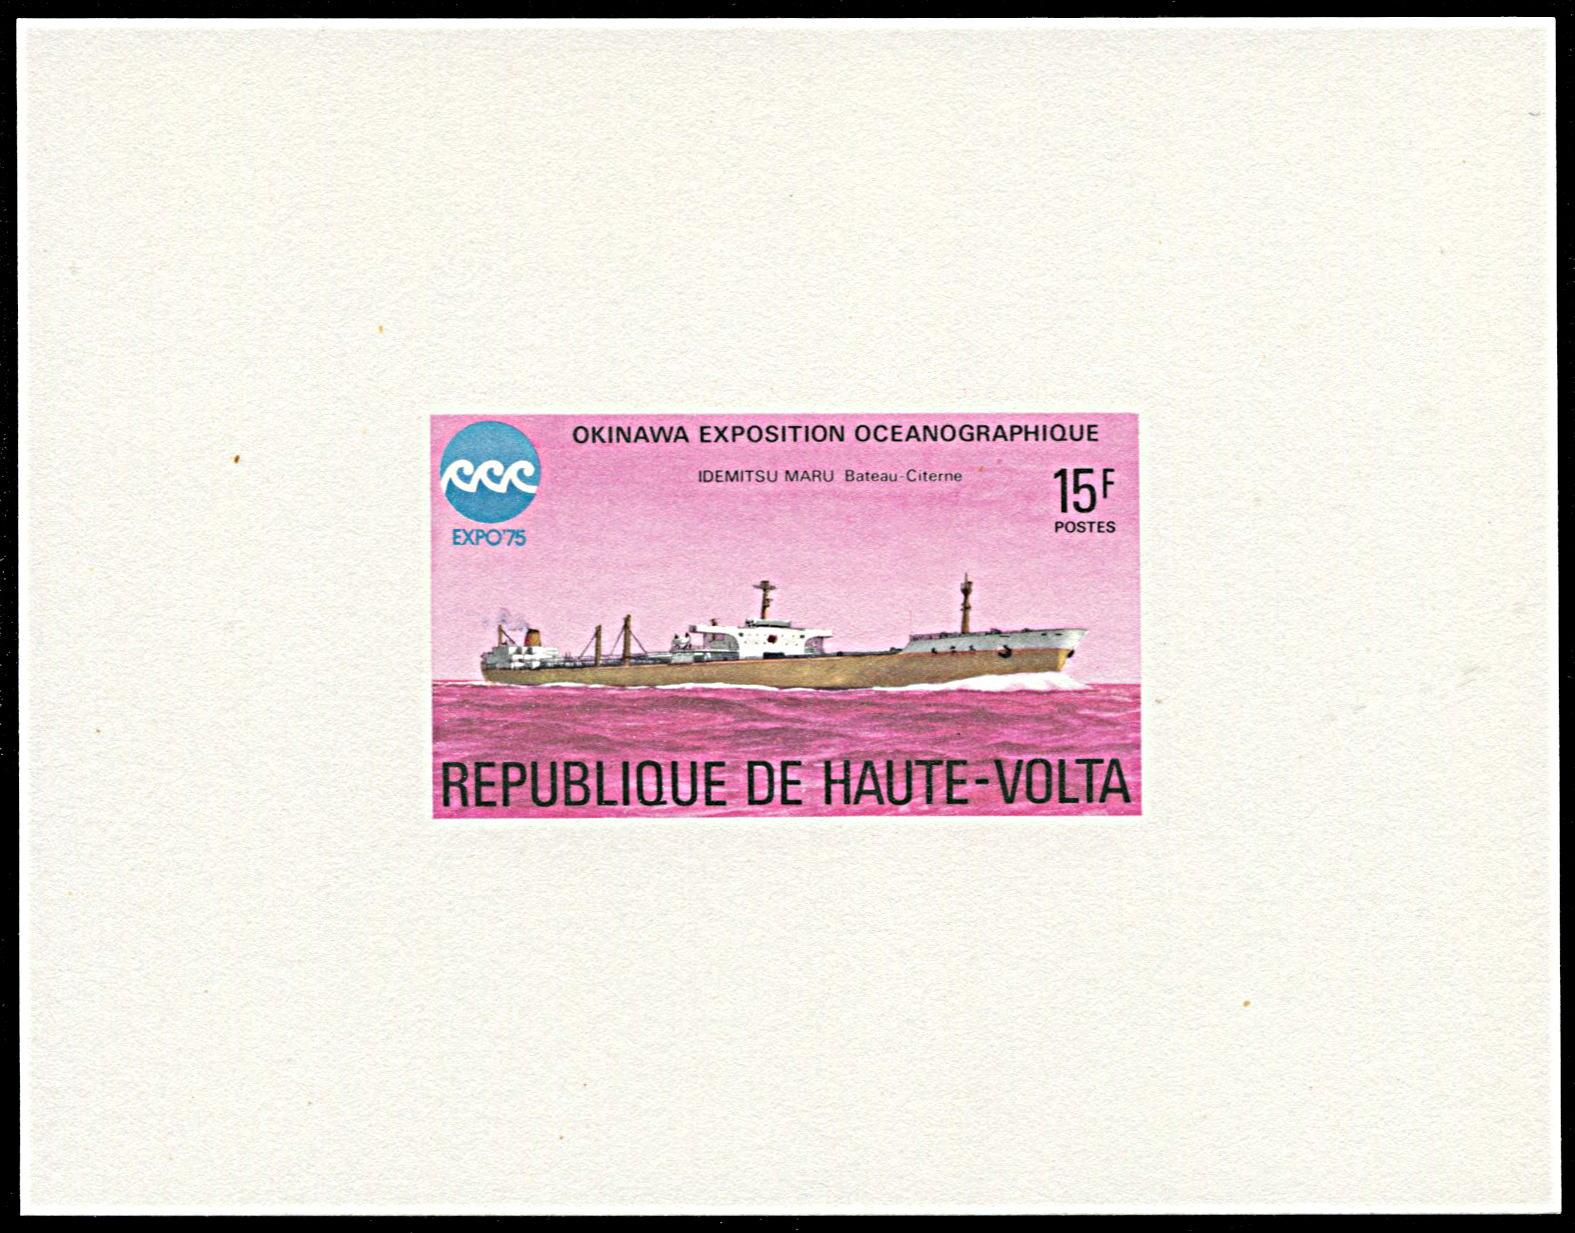 OKINAWA EXPOSITION OCEANOGRAPHIQUE
IDEMITSU MARU Bateau-Citerne
15F
POSTES
EXPO'75
REPUBLIQUE DE HAUTE-VOLTA